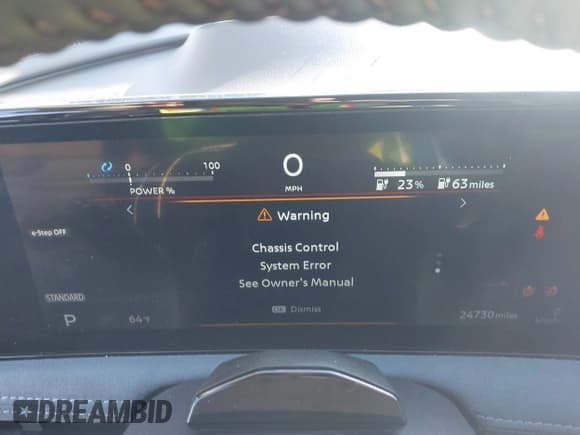 0 100
POWER %
0
MPH
23% 63 miles
Warning
e-Step OFF
Chassis Control
System Error
See Owner's Manual
STANDARD
OK Dismiss
P 64°F 24730 miles
DREAMBID